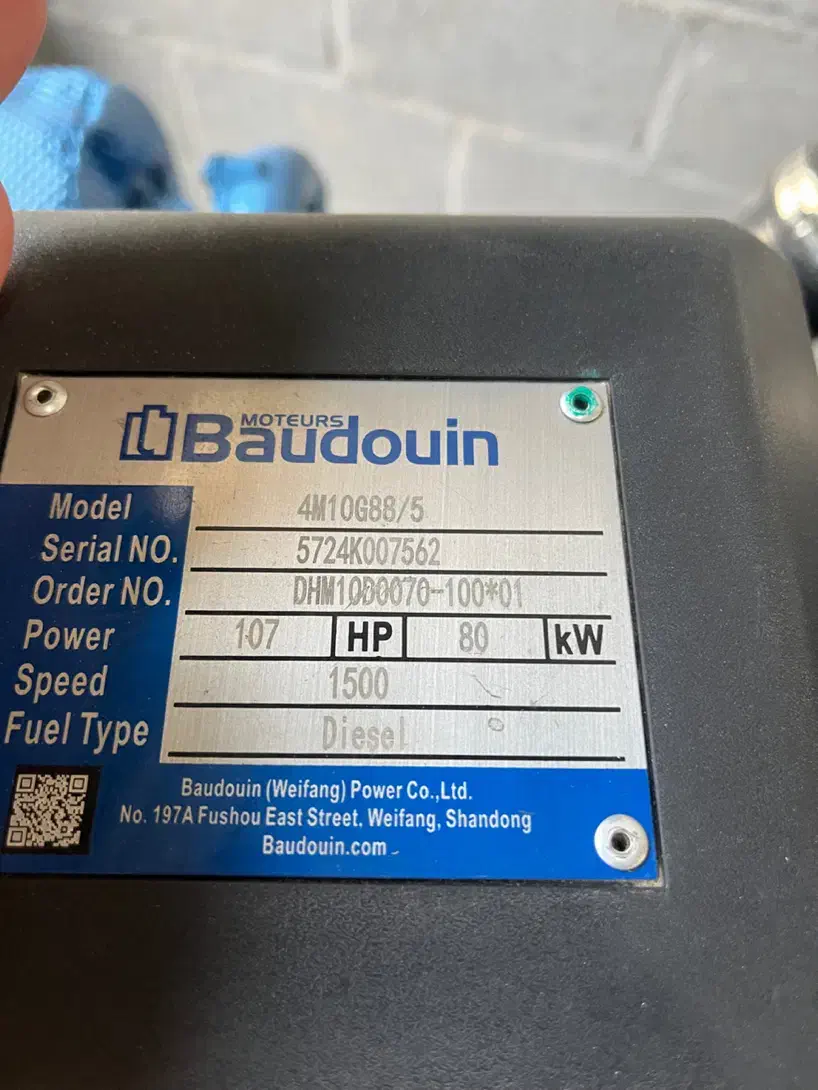 MOTEURS
Baudouin
Model 4M10G88/5
Serial NO. 5724K007562
Order NO. DHM10D0070-100*01
Power 107 HP 80 kW
Speed 1500
Fuel Type Diesel
Baudouin (Weifang) Power Co.,Ltd.
No. 197A Fushou East Street, Weifang, Shandong
Baudouin.com